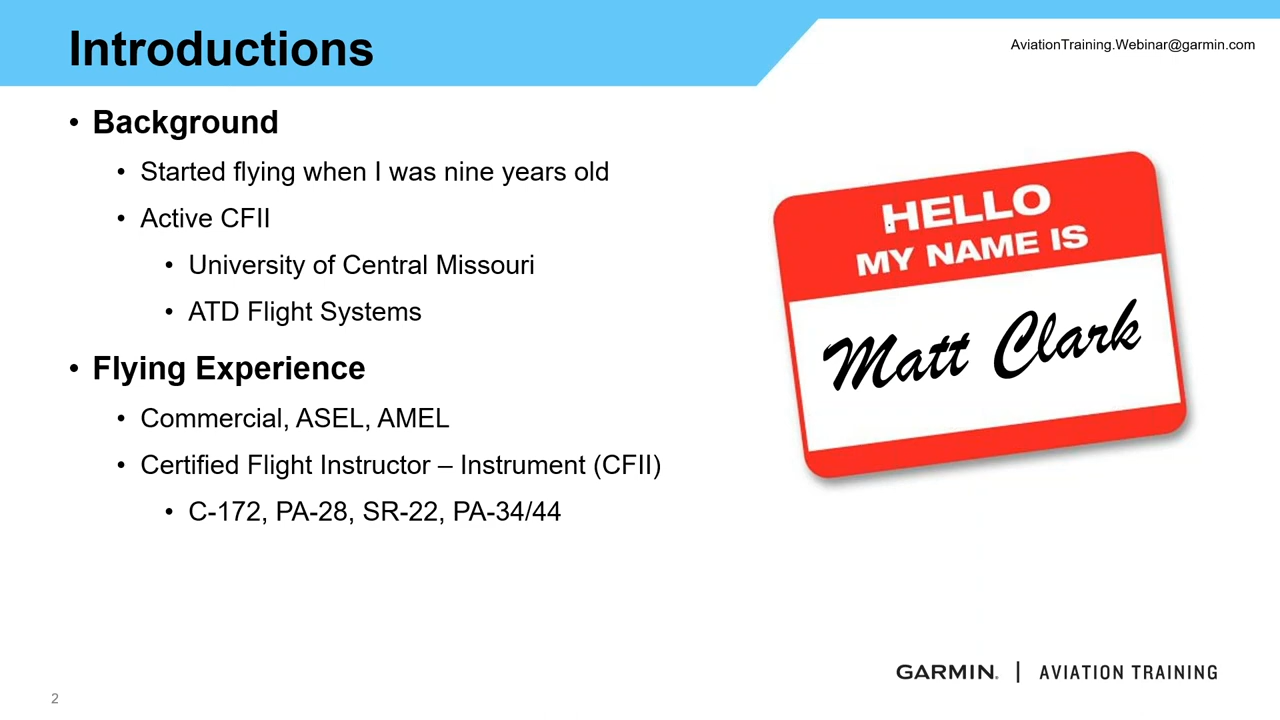 Introductions
AviationTraining.Webinar@garmin.com
• Background
• Started flying when I was nine years old
• Active CFII
• University of Central Missouri
• ATD Flight Systems
• Flying Experience
• Commercial, ASEL, AMEL
• Certified Flight Instructor – Instrument (CFII)
• C-172, PA-28, SR-22, PA-34/44
HELLO
MY NAME IS
Matt Clark
GARMIN. | AVIATION TRAINING
2